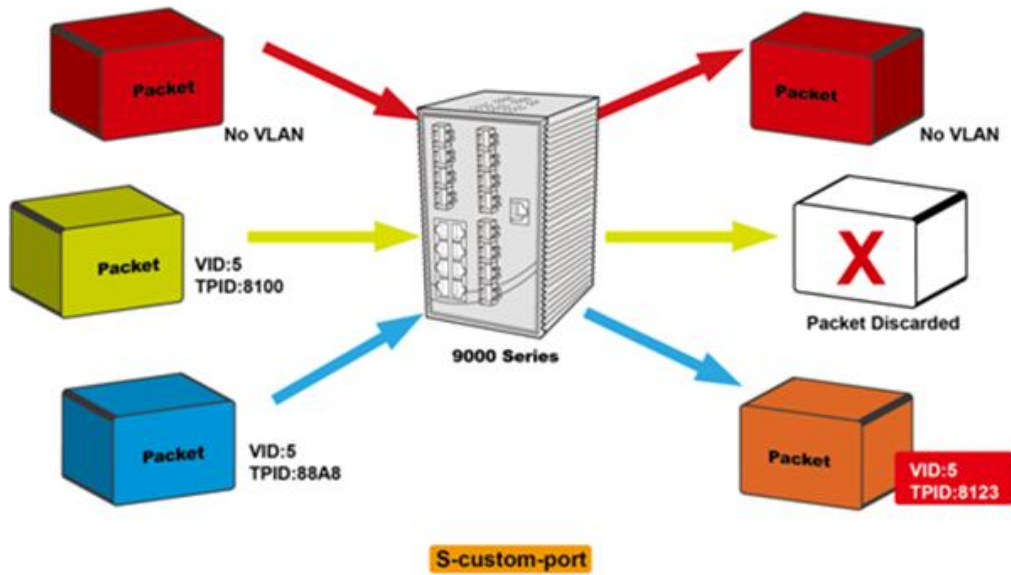 Packet
No VLAN
Packet
No VLAN
Packet
VID:5
TPID:8100
X
Packet Discarded
9000 Series
Packet
VID:5
TPID:88A8
Packet
VID:5
TPID:8123
S-custom-port